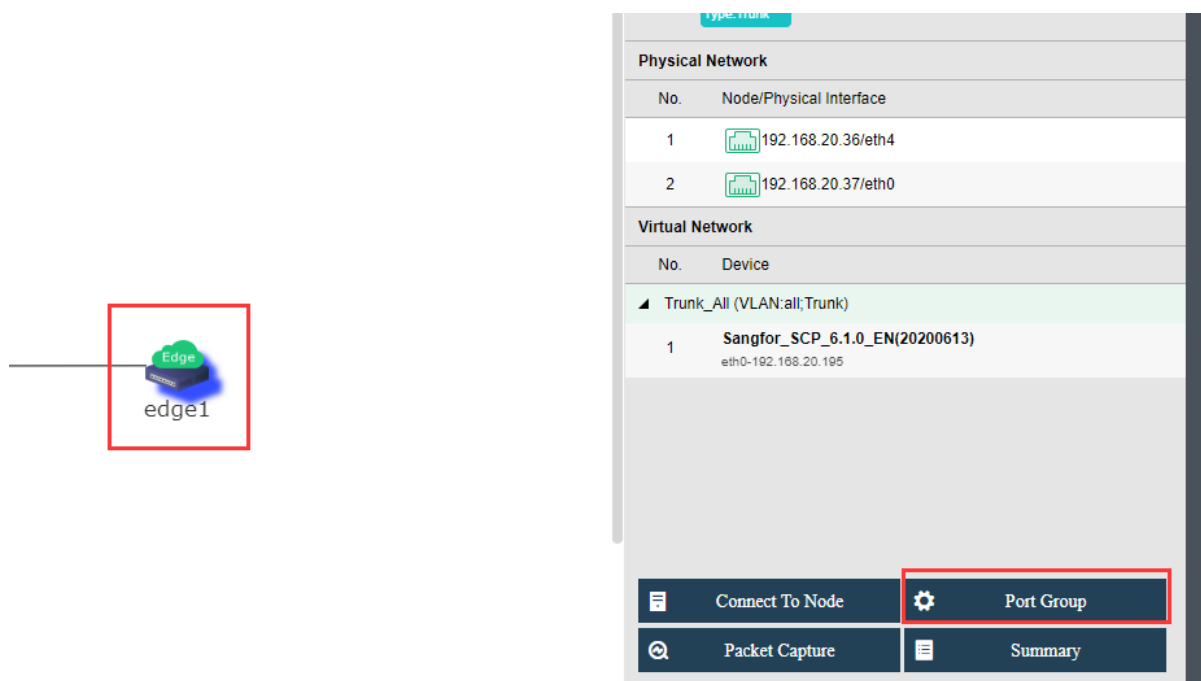 Edge
edge1
Type:Trunk
Physical Network
No. Node/Physical Interface
1 192.168.20.36/eth4
2 192.168.20.37/eth0
Virtual Network
No. Device
Trunk_All (VLAN:all;Trunk)
1 Sangfor_SCP_6.1.0_EN(20200613)
eth0-192.168.20.195
Connect To Node Port Group
Packet Capture Summary